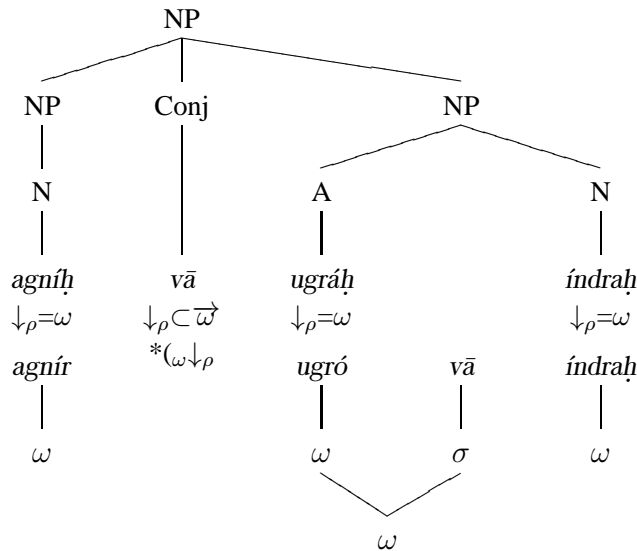 NP
NP Conj NP
N A N
agníḥ vā ugráḥ índraḥ
↓ρ=ω ↓ρ⊂ω⃗ ↓ρ=ω ↓ρ=ω
*(ω↓ρ
agnír ugró vā índraḥ
ω ω σ ω
ω